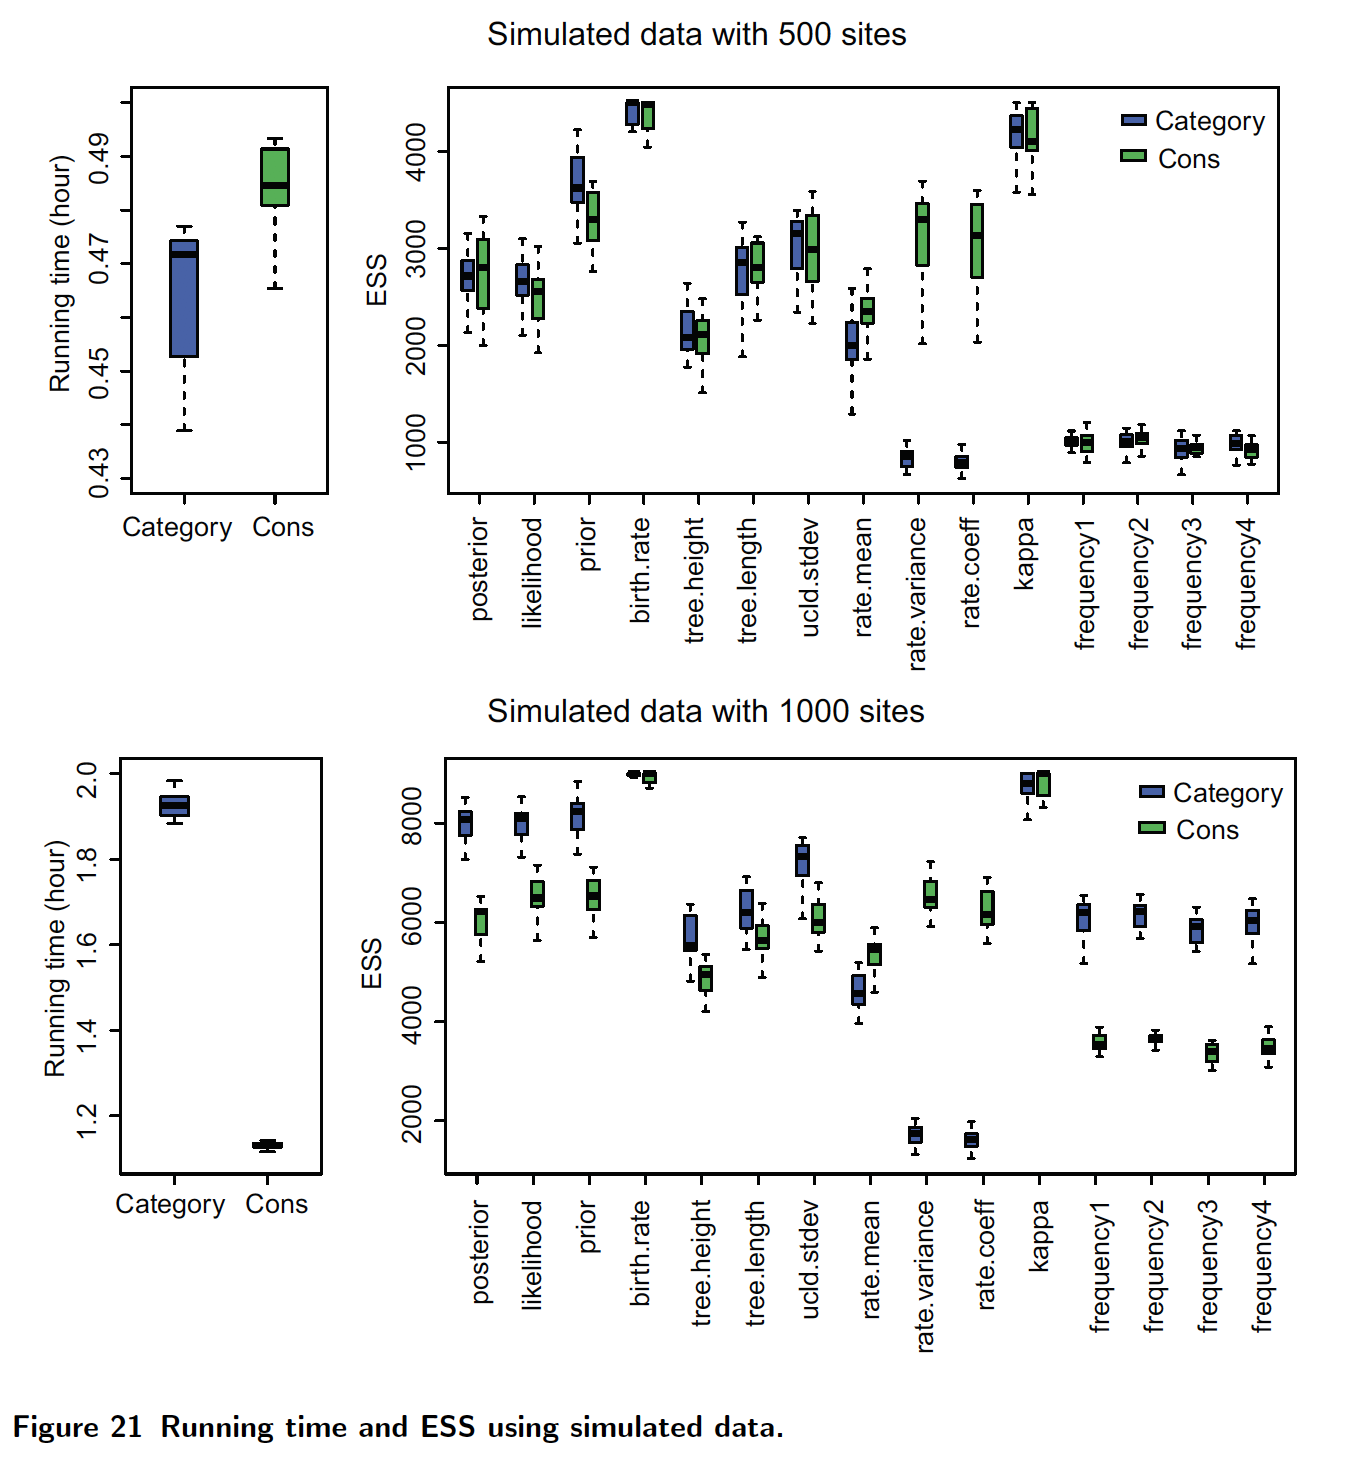 Simulated data with 500 sites
Running time (hour)
0.49
0.47
0.45
0.43
Category Cons
ESS
4000
3000
2000
1000
Category
Cons
posterior
likelihood
prior
birth.rate
tree.height
tree.length
ucld.stdev
rate.mean
rate.variance
rate.coeff
kappa
frequency1
frequency2
frequency3
frequency4
Simulated data with 1000 sites
Running time (hour)
2.0
1.8
1.6
1.4
1.2
Category Cons
ESS
8000
6000
4000
2000
Category
Cons
posterior
likelihood
prior
birth.rate
tree.height
tree.length
ucld.stdev
rate.mean
rate.variance
rate.coeff
kappa
frequency1
frequency2
frequency3
frequency4
Figure 21 Running time and ESS using simulated data.